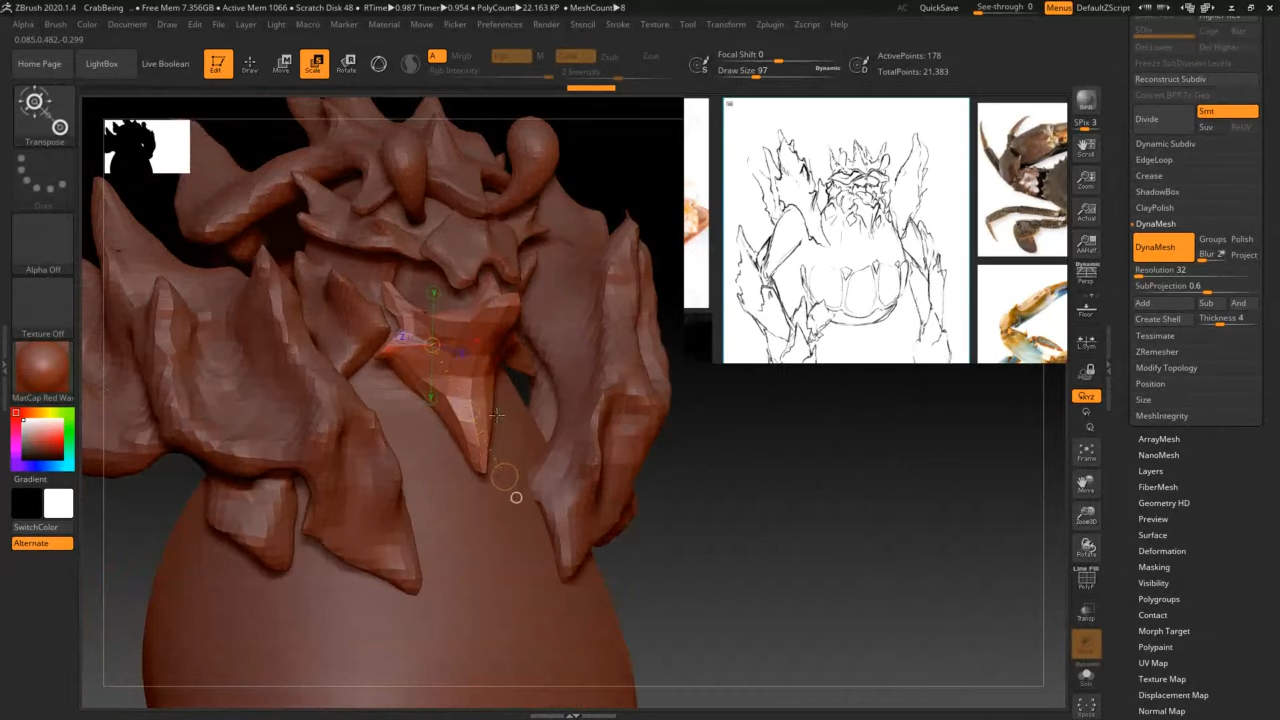 ZBrush 2020.1.4
CrabBeing
.. • Free Mem 7.356GB • Active Mem 1066 • Scratch Disk 48 • RTime▶0.987 Timer▶0.954 • PolyCount▶22.163 KP • MeshCount▶8
AC
QuickSave
See-through 0
Menus
DefaultZScript
Alpha Brush Color Document Draw Edit File Layer Light Macro Marker Material Movie Picker Preferences Render Stencil Stroke Texture Tool Transform Zplugin Zscript Help
0.085,0.482,-0.299
Home Page
LightBox
Live Boolean
Edit
Draw
Move
Scale
Rotate
A
Mrgb
M
Rgb Intensity
Zsub
Z Intensity
S
Focal Shift 0
Draw Size 97
Dynamic
D
ActivePoints: 178
TotalPoints: 21,383
Transpose
Dots
Alpha Off
Texture Off
MatCap Red Wax
Gradient
SwitchColor
Alternate
BPR
SPix 3
Scroll
Zoom
Actual
AAHalf
Dynamic
Persp
Floor
L.Sym
XYZ
Frame
Move
Zoom3D
Rotate
Line Fill
PolyF
Transp
Dynamic
Solo
Xpose
Higher Res
SDiv
Cage
Rstr
Del Lower
Del Higher
Freeze SubDivision Levels
Reconstruct Subdiv
Convert BPR To Geo
Divide
Smt
Suv
ReUV
Dynamic Subdiv
EdgeLoop
Crease
ShadowBox
ClayPolish
DynaMesh
DynaMesh
Groups
Polish
Blur 2
Project
Resolution 32
SubProjection 0.6
Add
Sub
And
Create Shell
Thickness 4
Tessimate
ZRemesher
Modify Topology
Position
Size
MeshIntegrity
ArrayMesh
NanoMesh
Layers
FiberMesh
Geometry HD
Preview
Surface
Deformation
Masking
Visibility
Polygroups
Contact
Morph Target
Polypaint
UV Map
Texture Map
Displacement Map
Normal Map